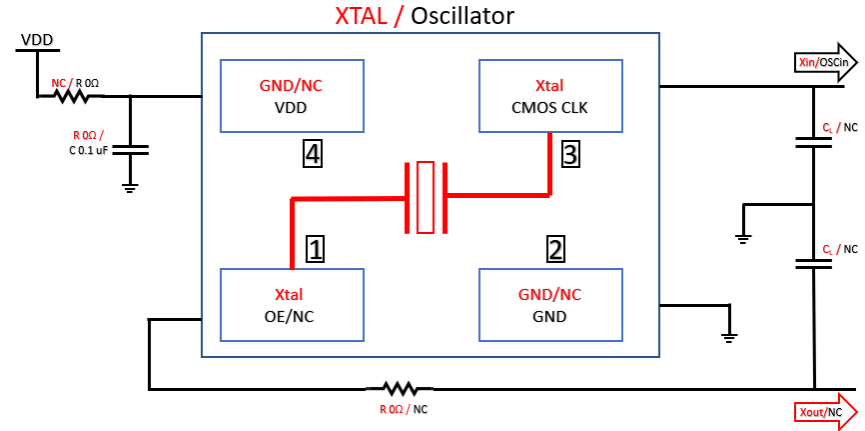 XTAL / Oscillator
VDD
NC / R 0Ω
R 0Ω /
C 0.1 uF
GND/NC
VDD
4
Xtal
CMOS CLK
3
Xin/OSCin
CL / NC
CL / NC
1
Xtal
OE/NC
2
GND/NC
GND
R 0Ω / NC
Xout/NC